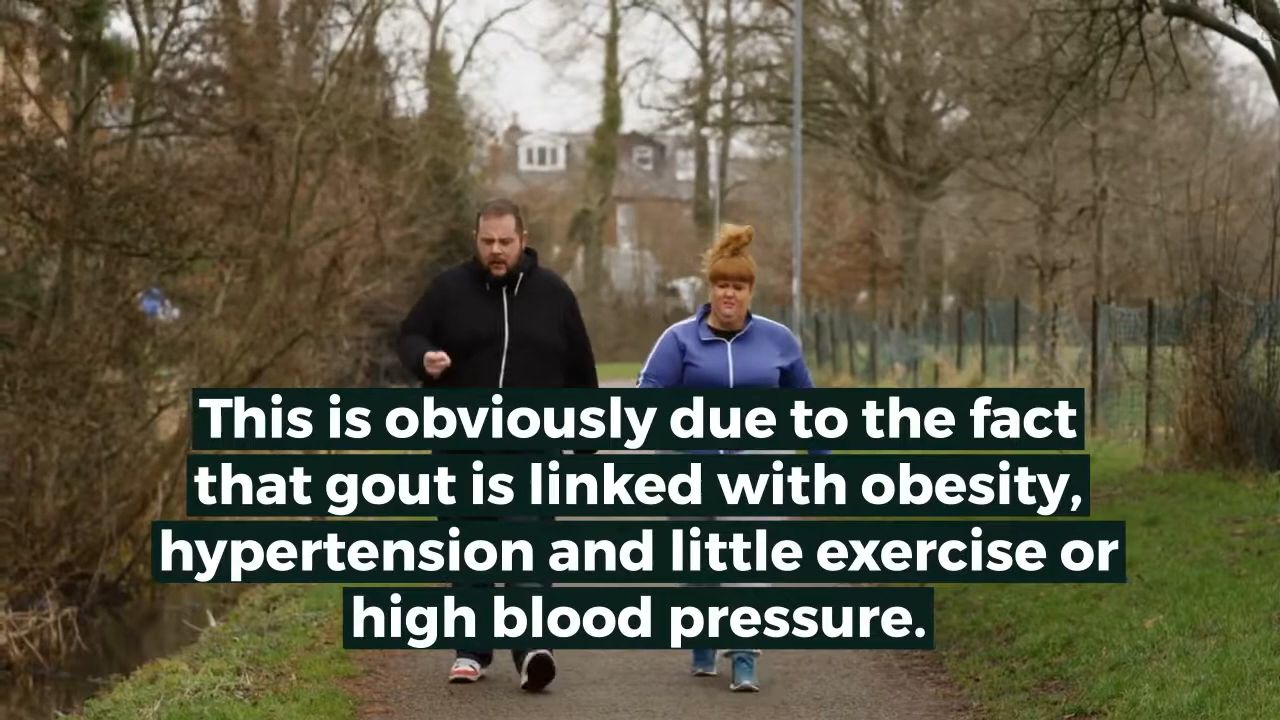 This is obviously due to the fact
that gout is linked with obesity,
hypertension and little exercise or
high blood pressure.